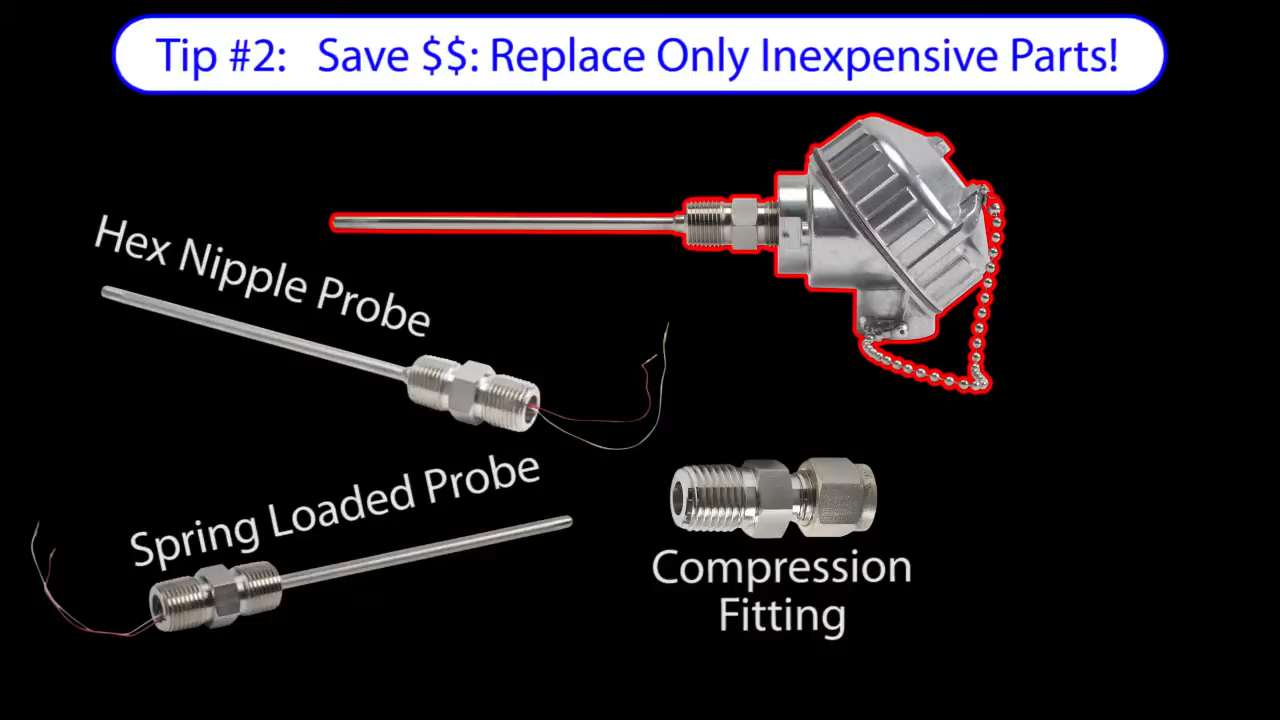 Tip #2: Save $$: Replace Only Inexpensive Parts!
Hex Nipple Probe
Spring Loaded Probe
Compression
Fitting